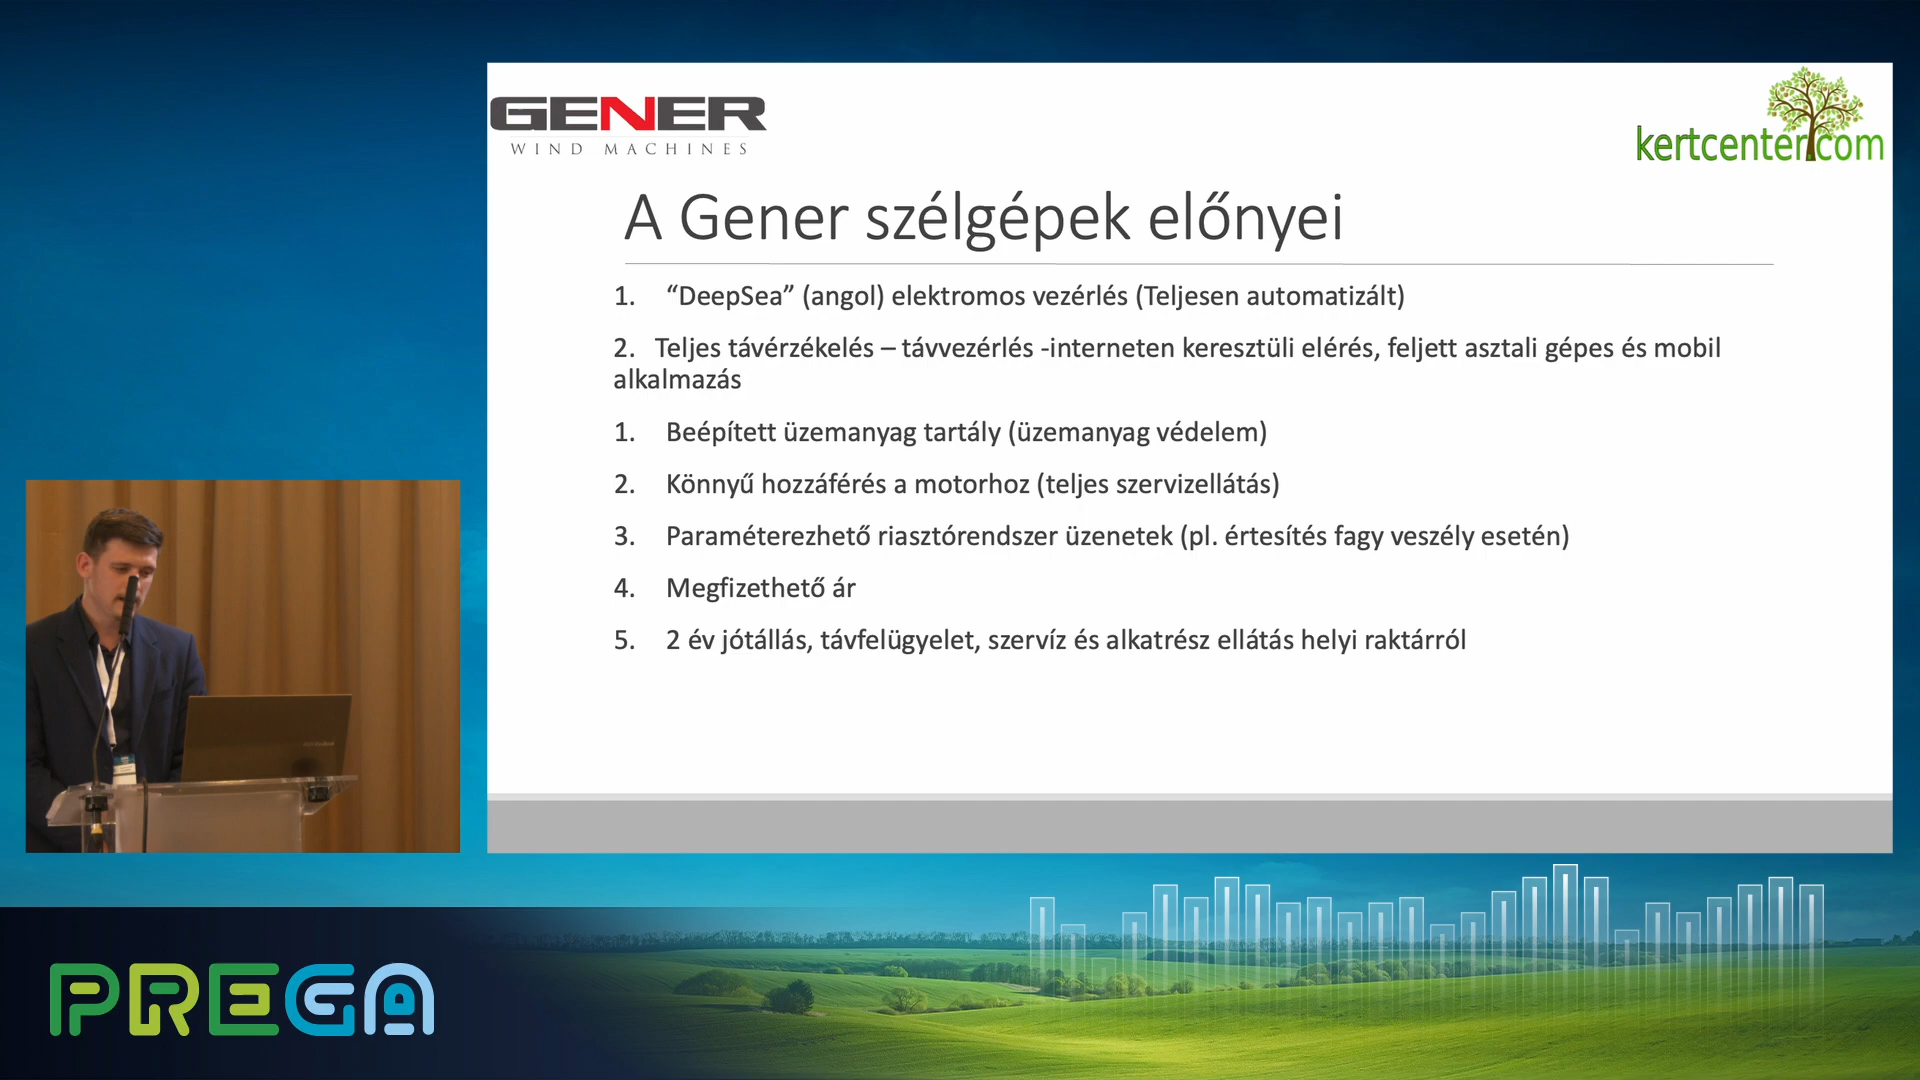 GENER
WIND MACHINES
kertcenter.com
A Gener szélgépek előnyei
1. “DeepSea” (angol) elektromos vezérlés (Teljesen automatizált)
2. Teljes távérzékelés – távvezérlés -interneten keresztüli elérés, feljett asztali gépes és mobil
alkalmazás
1. Beépített üzemanyag tartály (üzemanyag védelem)
2. Könnyű hozzáférés a motorhoz (teljes szervizellátás)
3. Paraméterezhető riasztórendszer üzenetek (pl. értesítés fagy veszély esetén)
4. Megfizethető ár
5. 2 év jótállás, távfelügyelet, szervíz és alkatrész ellátás helyi raktárról
PREGA